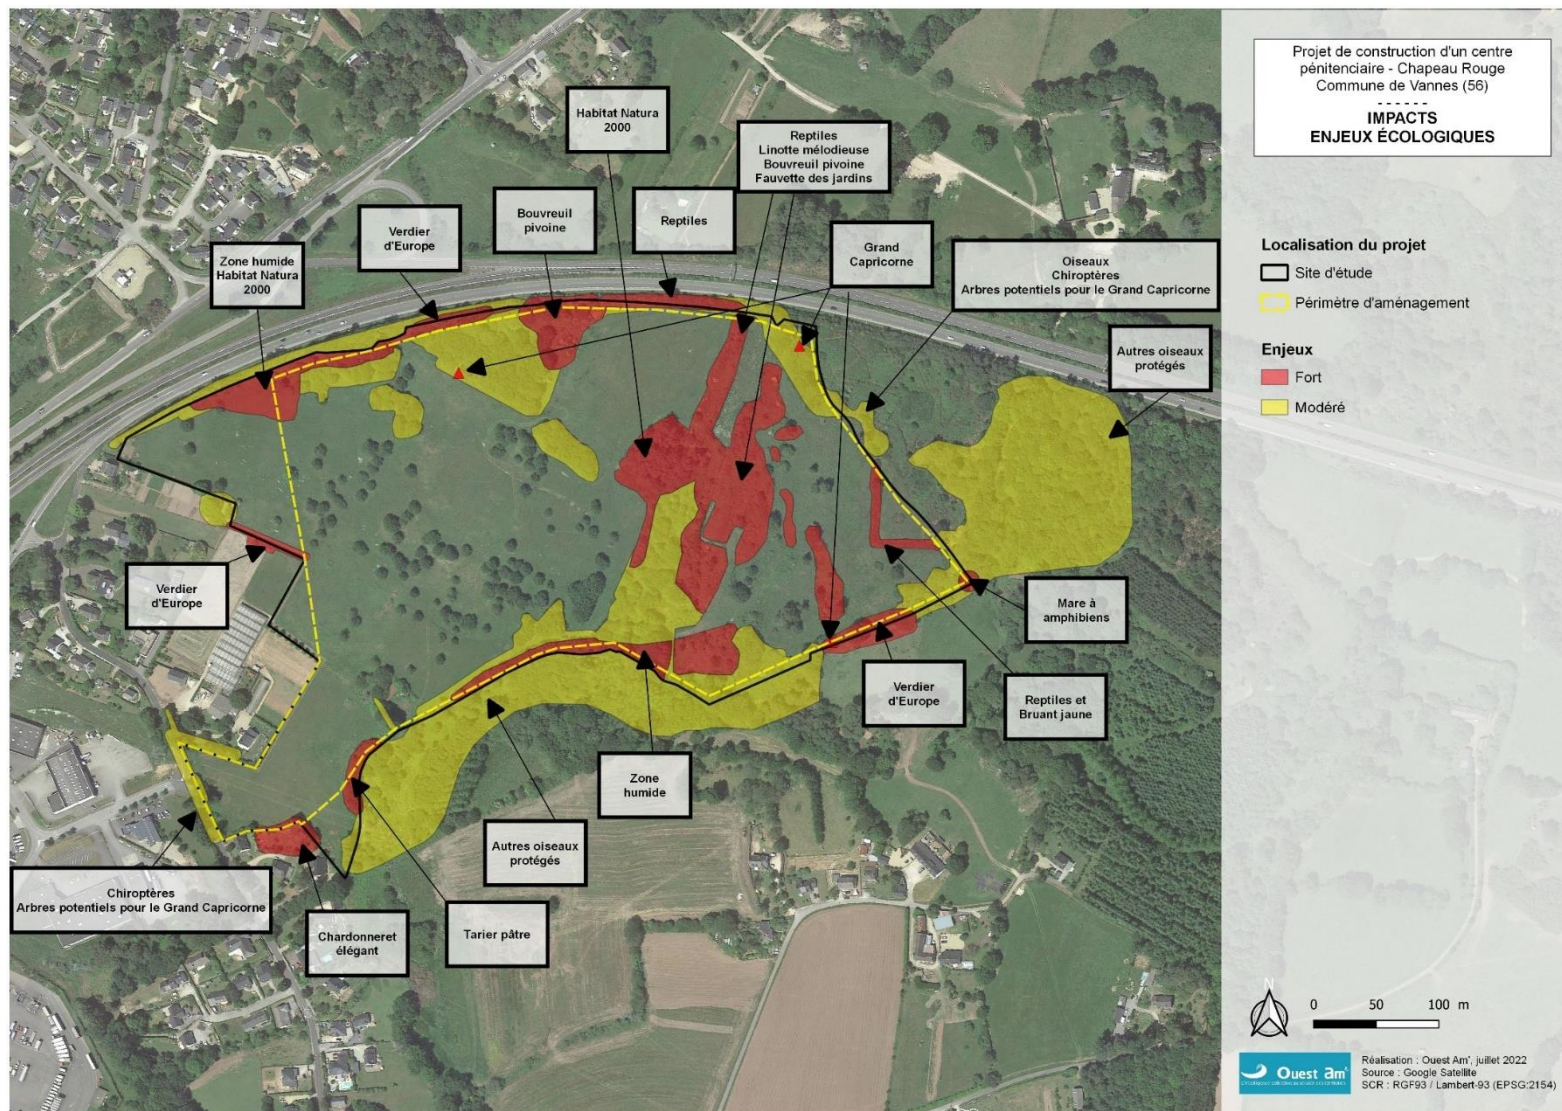 Projet de construction d'un centre
pénitenciaire - Chapeau Rouge
Commune de Vannes (56)
------
IMPACTS
ENJEUX ÉCOLOGIQUES
Habitat Natura
2000
Reptiles
Linotte mélodieuse
Bouvreuil pivoine
Fauvette des jardins
Bouvreuil
pivoine
Reptiles
Verdier
d'Europe
Grand
Capricorne
Zone humide
Habitat Natura
2000
Oiseaux
Chiroptères
Arbres potentiels pour le Grand Capricorne
Autres oiseaux
protégés
Verdier
d'Europe
Mare à
amphibiens
Verdier
d'Europe
Reptiles et
Bruant jaune
Zone
humide
Autres oiseaux
protégés
Chiroptères
Arbres potentiels pour le Grand Capricorne
Chardonneret
élégant
Tarier pâtre
Localisation du projet
Site d'étude
Périmètre d'aménagement
Enjeux
Fort
Modéré
N
0 50 100 m
Ouest am'
Réalisation : Ouest Am', juillet 2022
Source : Google Satellite
SCR : RGF93 / Lambert-93 (EPSG:2154)